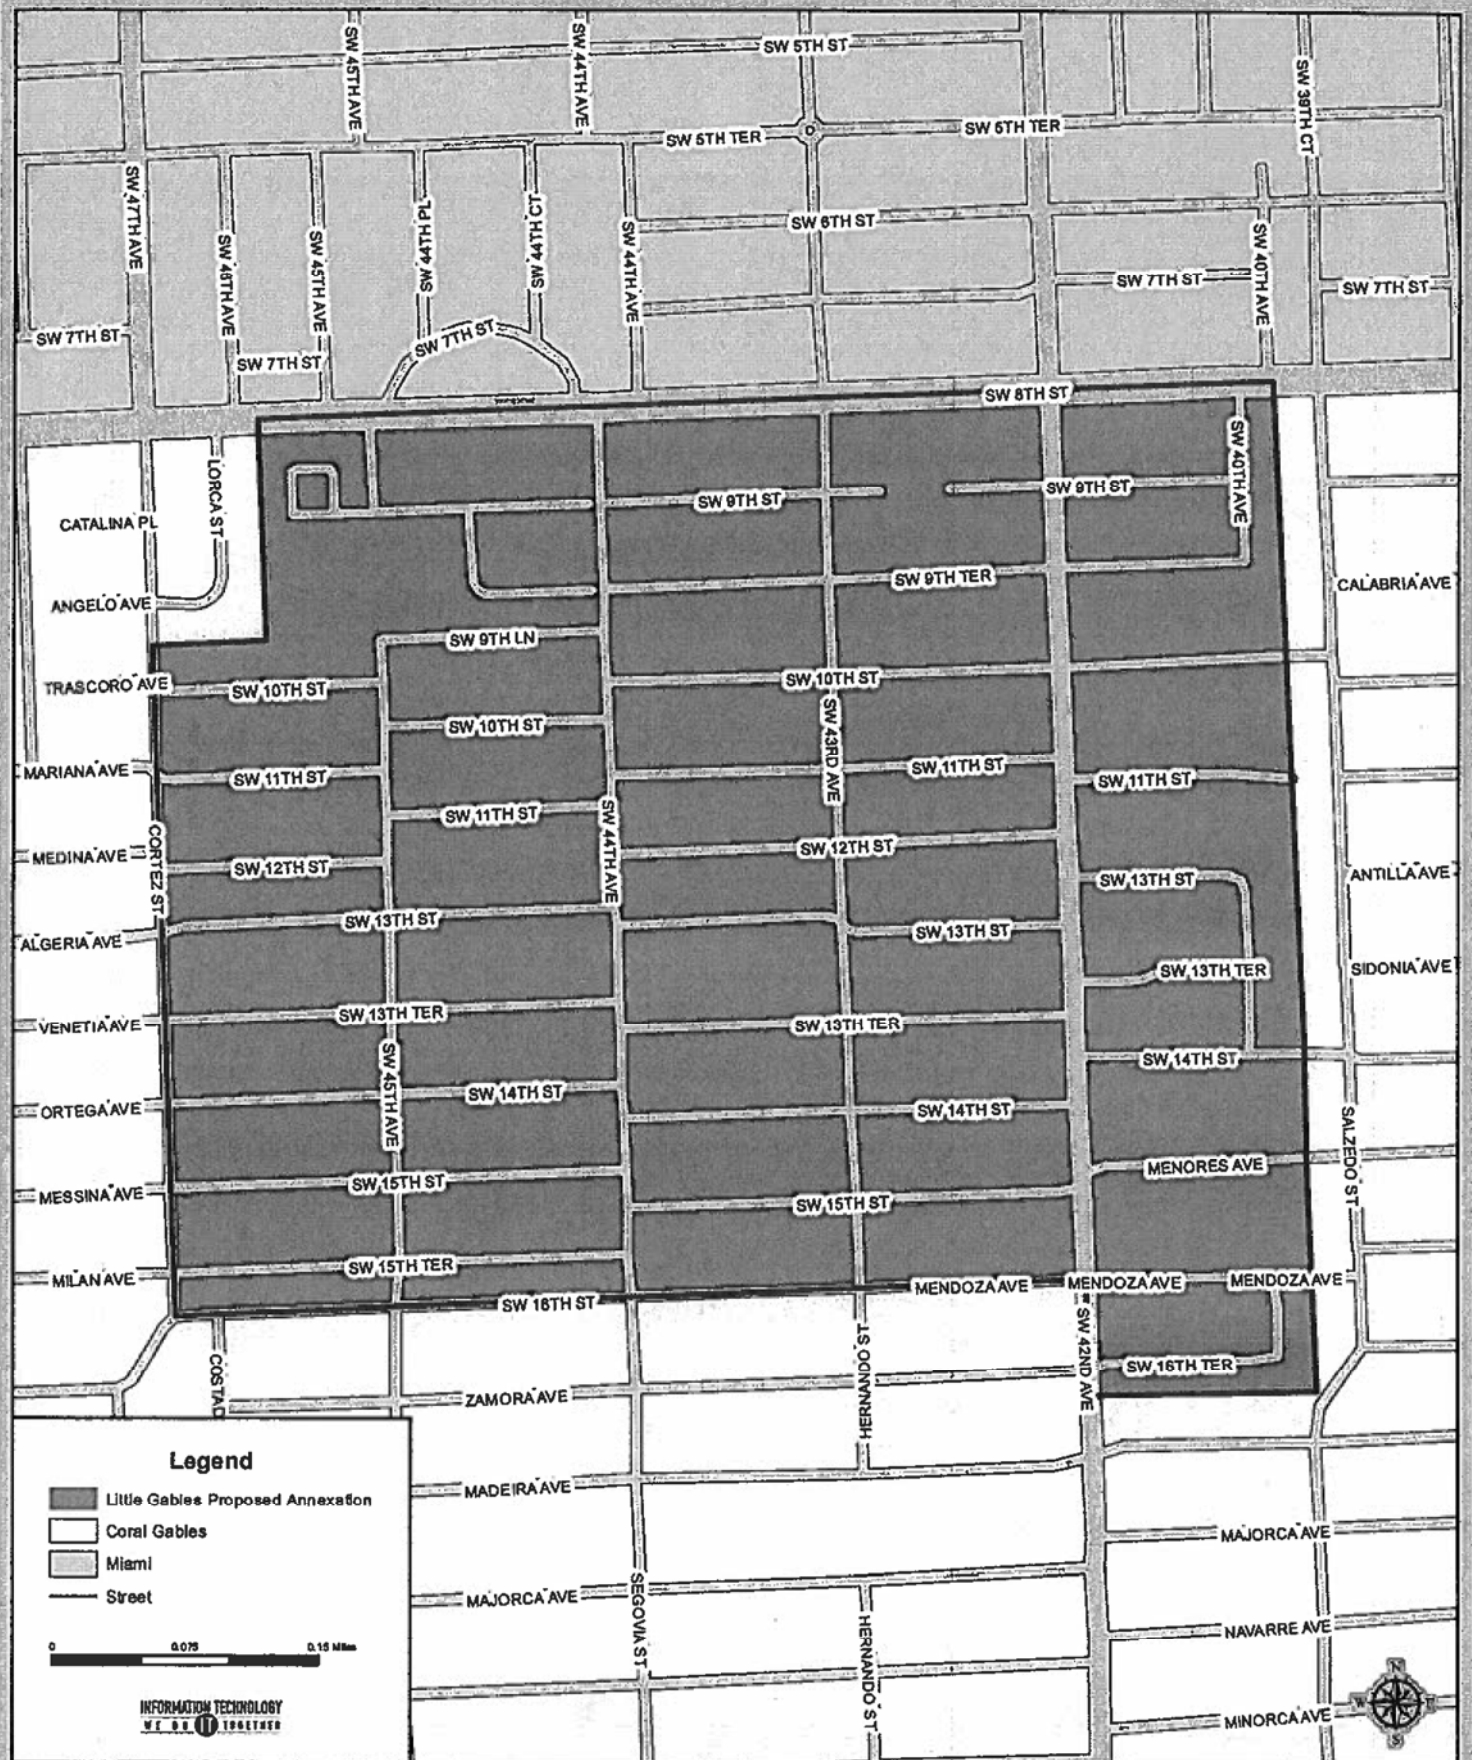 SW 5TH ST
SW 45TH AVE
SW 44TH AVE
SW 39TH CT
SW 5TH TER
SW 5TH TER
SW 47TH AVE
SW 46TH AVE
SW 45TH AVE
SW 44TH PL
SW 44TH CT
SW 44TH AVE
SW 6TH ST
SW 40TH AVE
SW 7TH ST
SW 7TH ST
SW 7TH ST
SW 7TH ST
SW 7TH ST
SW 8TH ST
LORCA ST
SW 40TH AVE
SW 9TH ST
SW 9TH ST
CATALINA PL
SW 9TH TER
CALABRIA AVE
ANGELO AVE
SW 9TH LN
TRASCORO AVE
SW 10TH ST
SW 10TH ST
SW 10TH ST
SW 43RD AVE
MARIANA AVE
SW 11TH ST
SW 11TH ST
SW 11TH ST
SW 11TH ST
CORTEZ ST
SW 44TH AVE
MEDINA AVE
SW 12TH ST
SW 12TH ST
SW 13TH ST
ANTILLA AVE
ALGERIA AVE
SW 13TH ST
SW 13TH ST
SW 13TH TER
SIDONIA AVE
VENETIA AVE
SW 13TH TER
SW 13TH TER
SW 45TH AVE
SW 14TH ST
ORTEGA AVE
SW 14TH ST
SW 14TH ST
SALZEDO ST
MESSINA AVE
SW 15TH ST
SW 15TH ST
MENORES AVE
MILAN AVE
SW 15TH TER
SW 16TH ST
MENDOZA AVE
MENDOZA AVE
MENDOZA AVE
SW 42ND AVE
COSTAD
HERNANDO ST
SW 16TH TER
ZAMORA AVE
MADEIRA AVE
MAJORCA AVE
MAJORCA AVE
SEGOVIA ST
HERNANDO ST
NAVARRE AVE
MINORCA AVE
Legend
Little Gables Proposed Annexation
Coral Gables
Miami
Street
0 0.075 0.15 Miles
INFORMATION TECHNOLOGY
WE DO IT TOGETHER
N
W E
S